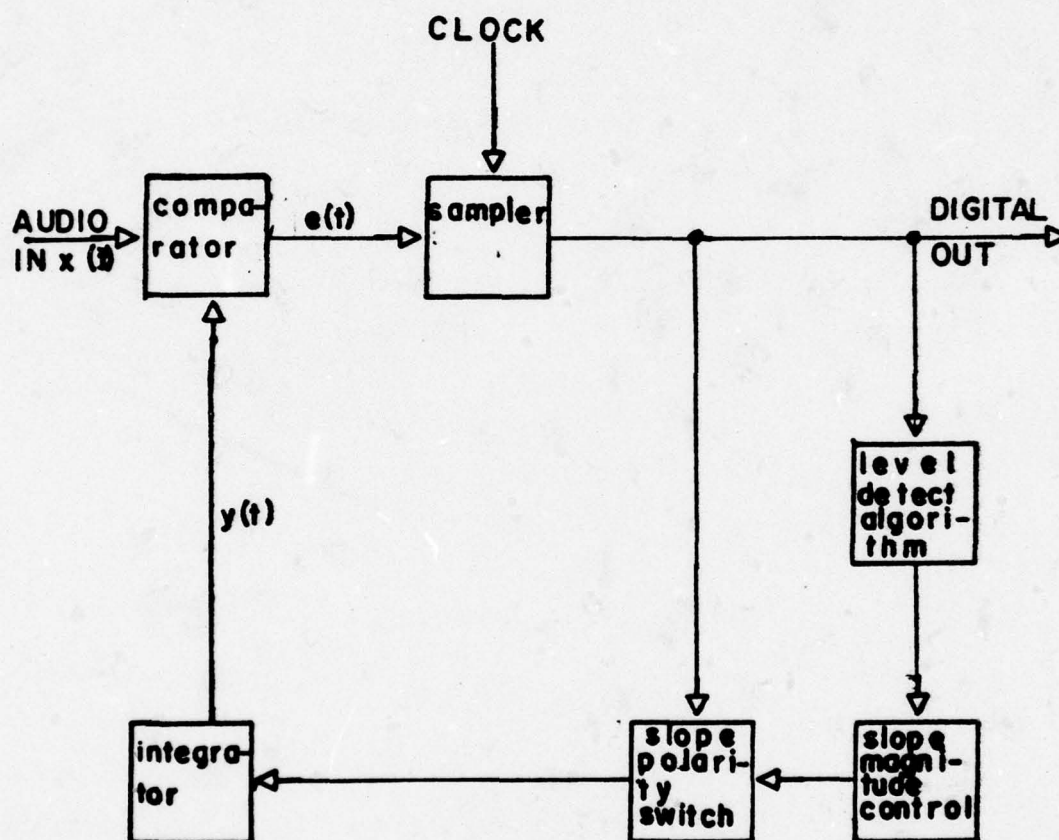 CLOCK
AUDIO
IN x (t)
compa-
rator
e(t)
sampler
DIGITAL
OUT
level
detect
algori-
thm
y(t)
integra-
tor
slope
polari-
ty
switch
slope
magni-
tude
control